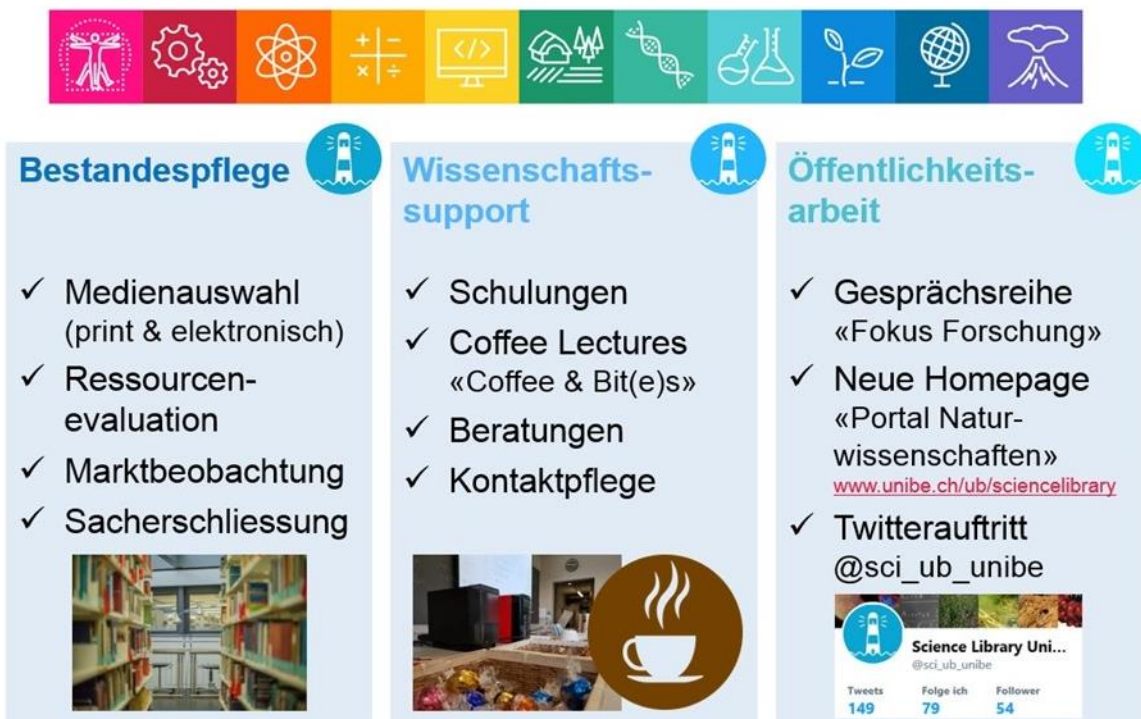 Bestandespflege
✓ Medienauswahl
(print & elektronisch)
✓ Ressourcen-
evaluation
✓ Marktbeobachtung
✓ Sacherschliessung
Wissenschafts-
support
✓ Schulungen
✓ Coffee Lectures
«Coffee & Bit(e)s»
✓ Beratungen
✓ Kontaktpflege
Öffentlichkeits-
arbeit
✓ Gesprächsreihe
«Fokus Forschung»
✓ Neue Homepage
«Portal Natur-
wissenschaften»
www.unibe.ch/ub/sciencelibrary
✓ Twitterauftritt
@sci_ub_unibe
Science Library Uni...
@sci_ub_unibe
Tweets Folge ich Follower
149 79 54